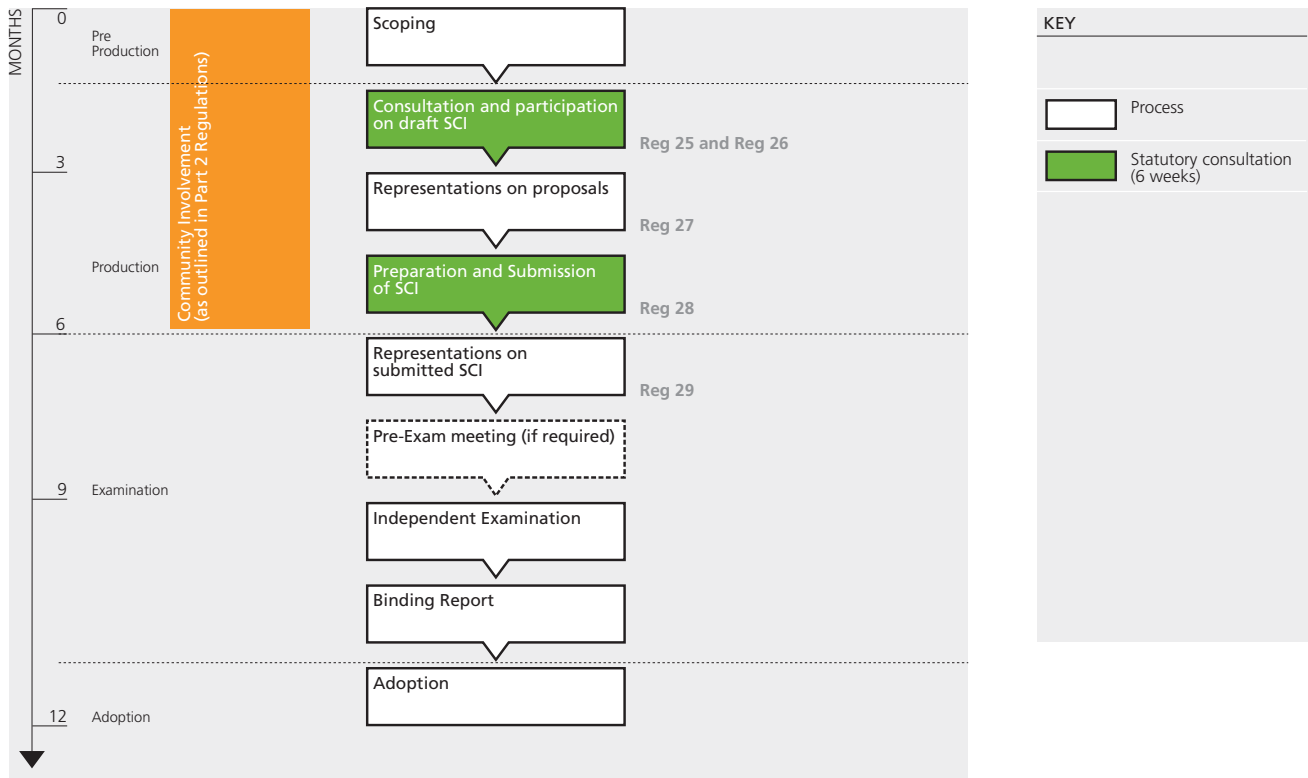 MONTHS
0
Pre
Production
3
Production
6
9
Examination
12
Adoption
Community Involvement
(as outlined in Part 2 Regulations)
Scoping
Consultation and participation
on draft SCI
Reg 25 and Reg 26
Representations on proposals
Reg 27
Preparation and Submission
of SCI
Reg 28
Representations on
submitted SCI
Reg 29
Pre-Exam meeting (if required)
Independent Examination
Binding Report
Adoption
KEY
Process
Statutory consultation
(6 weeks)